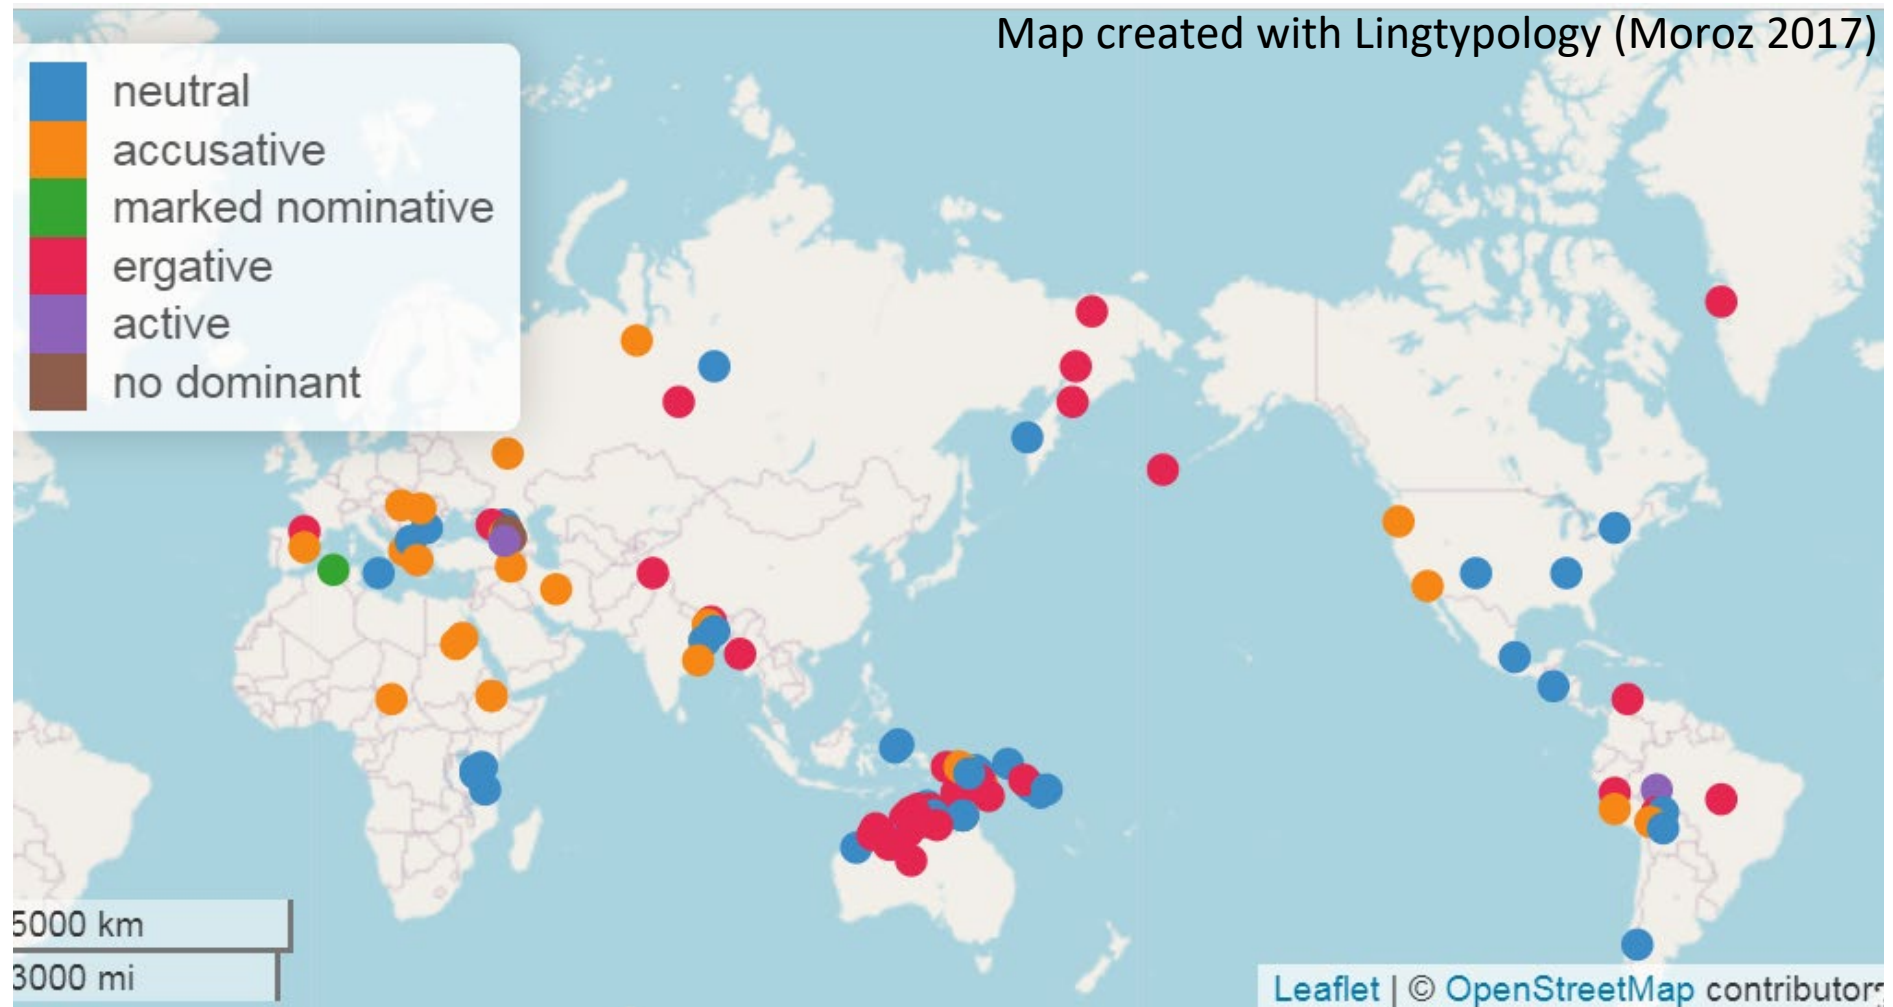 Map created with Lingtypology (Moroz 2017)
neutral
accusative
marked nominative
ergative
active
no dominant
5000 km
3000 mi
Leaflet | © OpenStreetMap contributors